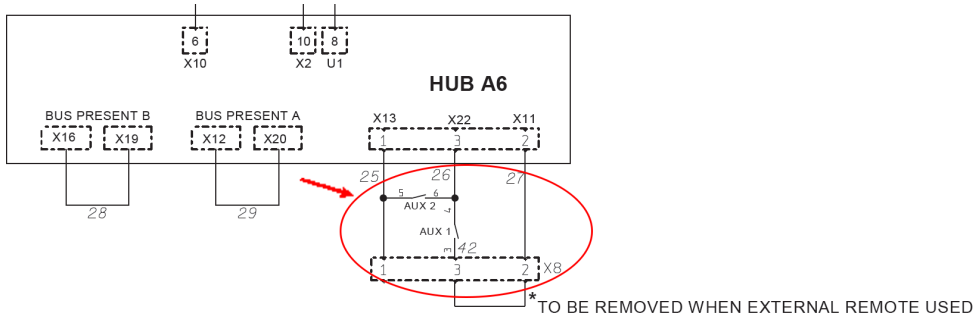 6 10 8
X10 X2 U1
HUB A6
BUS PRESENT B BUS PRESENT A X13 X22 X11
X16 X19 X12 X20 1 3 2
25 26 27
5 6
AUX 2
4
28 29
AUX 1
3 42
1 3 2 X8
*TO BE REMOVED WHEN EXTERNAL REMOTE USED